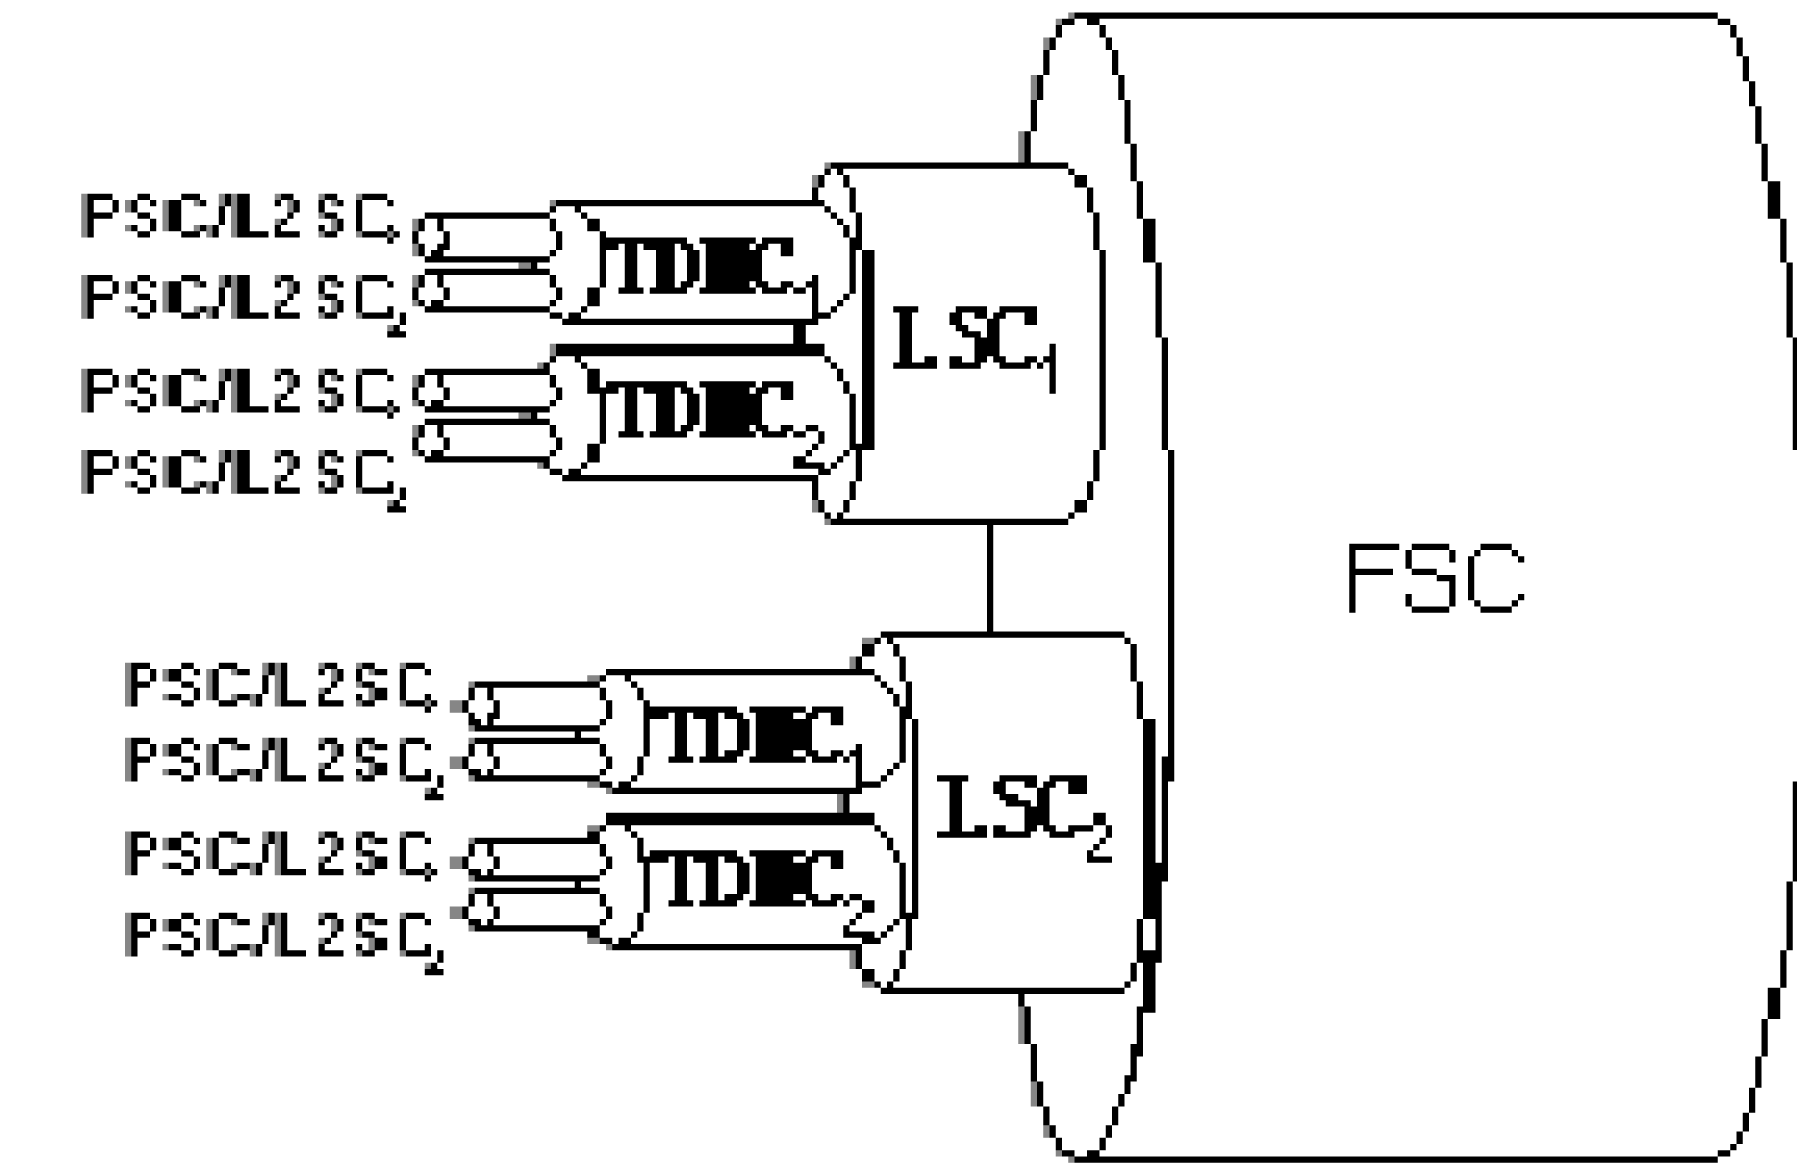 PSC/L2SC₁
TDMC₁
PSC/L2SC₂
LSC₁
PSC/L2SC₁
TDMC₂
PSC/L2SC₂
FSC
PSC/L2SC₁
TDMC₁
PSC/L2SC₂
LSC₂
PSC/L2SC₁
TDMC₂
PSC/L2SC₂